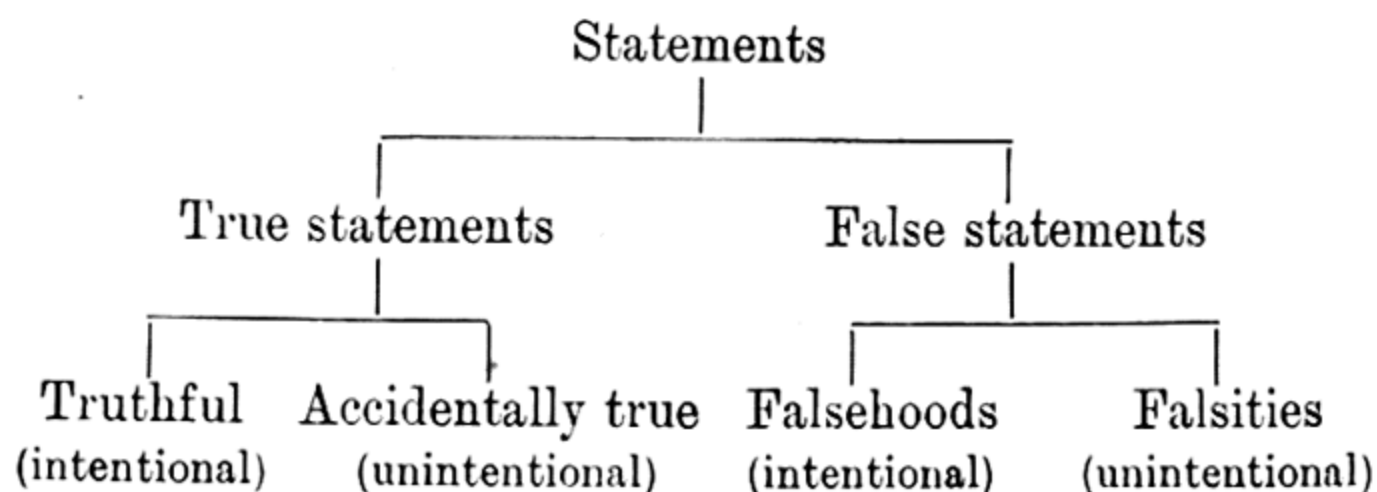 Statements
True statements False statements
Truthful Accidentally true Falsehoods Falsities
(intentional) (unintentional) (intentional) (unintentional)